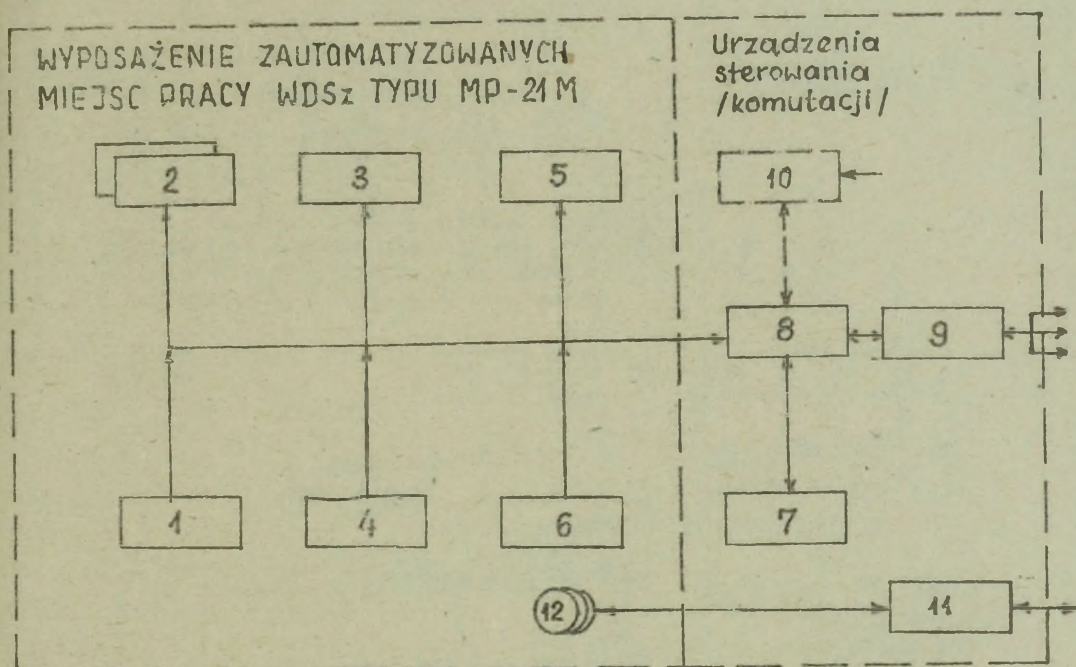 WYPOSAŻENIE ZAUTOMATYZOWANYCH
MIEJSC PRACY WDSz TYPU MP-21M
Urządzenia
sterowania
/komutacji/
2
3
5
10
8
9
1
4
6
7
12
11